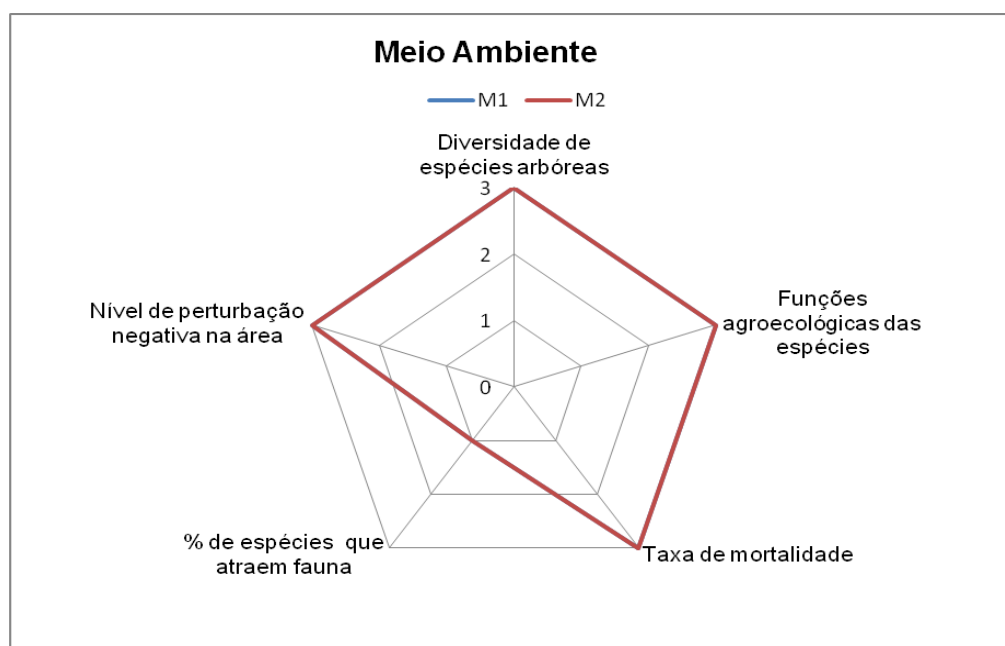 Meio Ambiente
M1 M2
Diversidade de
espécies arbóreas
3
2
1
0
Funções
agroecológicas das
espécies
Taxa de mortalidade
% de espécies que
atraem fauna
Nível de perturbação
negativa na área